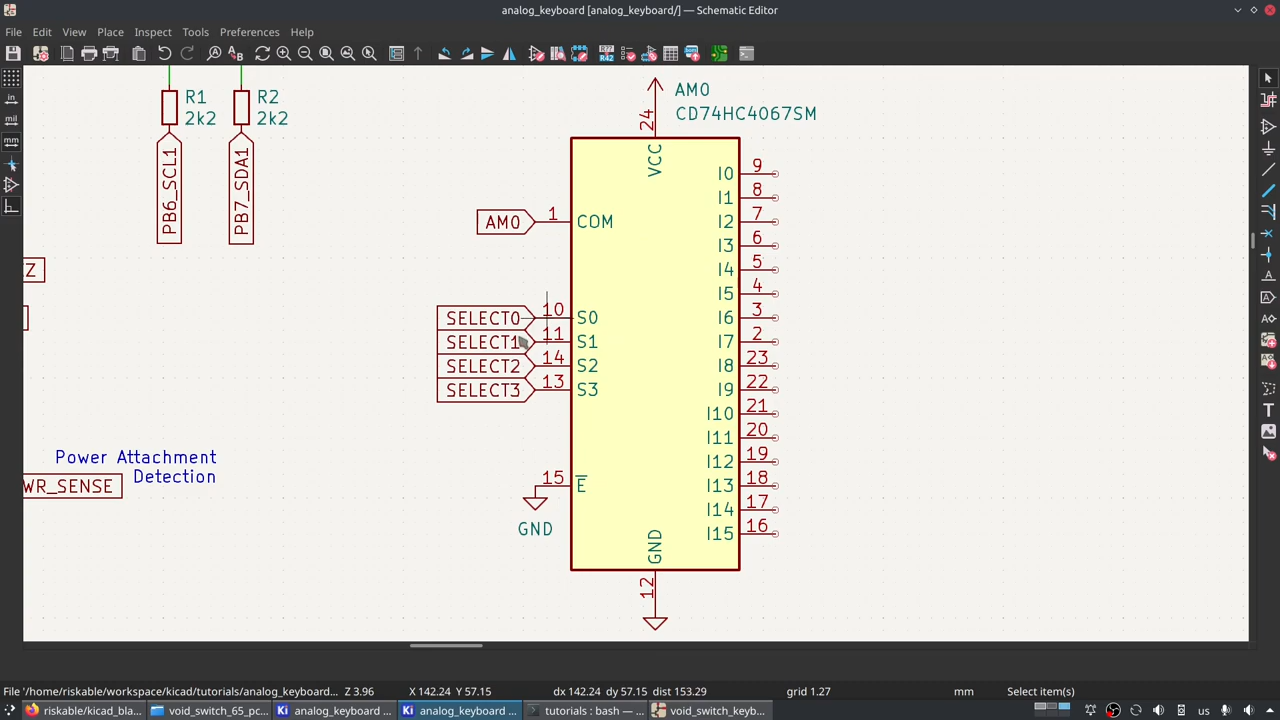 analog_keyboard [analog_keyboard/] — Schematic Editor
File Edit View Place Inspect Tools Preferences Help
R1
2k2
R2
2k2
PB6_SCL1
PB7_SDA1
Z
Power Attachment
Detection
WR_SENSE
AM0
CD74HC4067SM
24
VCC
AM0
1
COM
SELECT0
10
S0
SELECT1
11
S1
SELECT2
14
S2
SELECT3
13
S3
15
E
GND
I0 9
I1 8
I2 7
I3 6
I4 5
I5 4
I6 3
I7 2
I8 23
I9 22
I10 21
I11 20
I12 19
I13 18
I14 17
I15 16
GND
12
in
mil
mm
File '/home/riskable/workspace/kicad/tutorials/analog_keyboard... Z 3.96 X 142.24 Y 57.15 dx 142.24 dy 57.15 dist 153.29 grid 1.27 mm Select item(s)
riskable/kicad_bla... void_switch_65_pc... analog_keyboard ... analog_keyboard ... tutorials : bash — ... void_switch_keyb... us